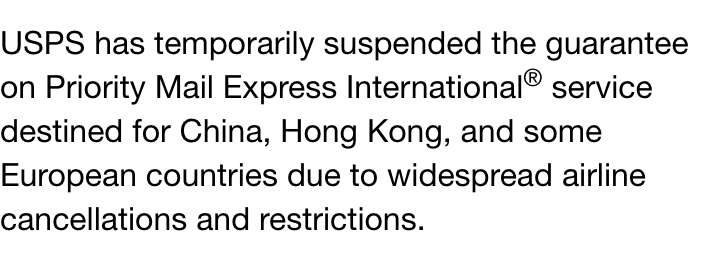 USPS has temporarily suspended the guarantee
on Priority Mail Express International® service
destined for China, Hong Kong, and some
European countries due to widespread airline
cancellations and restrictions.